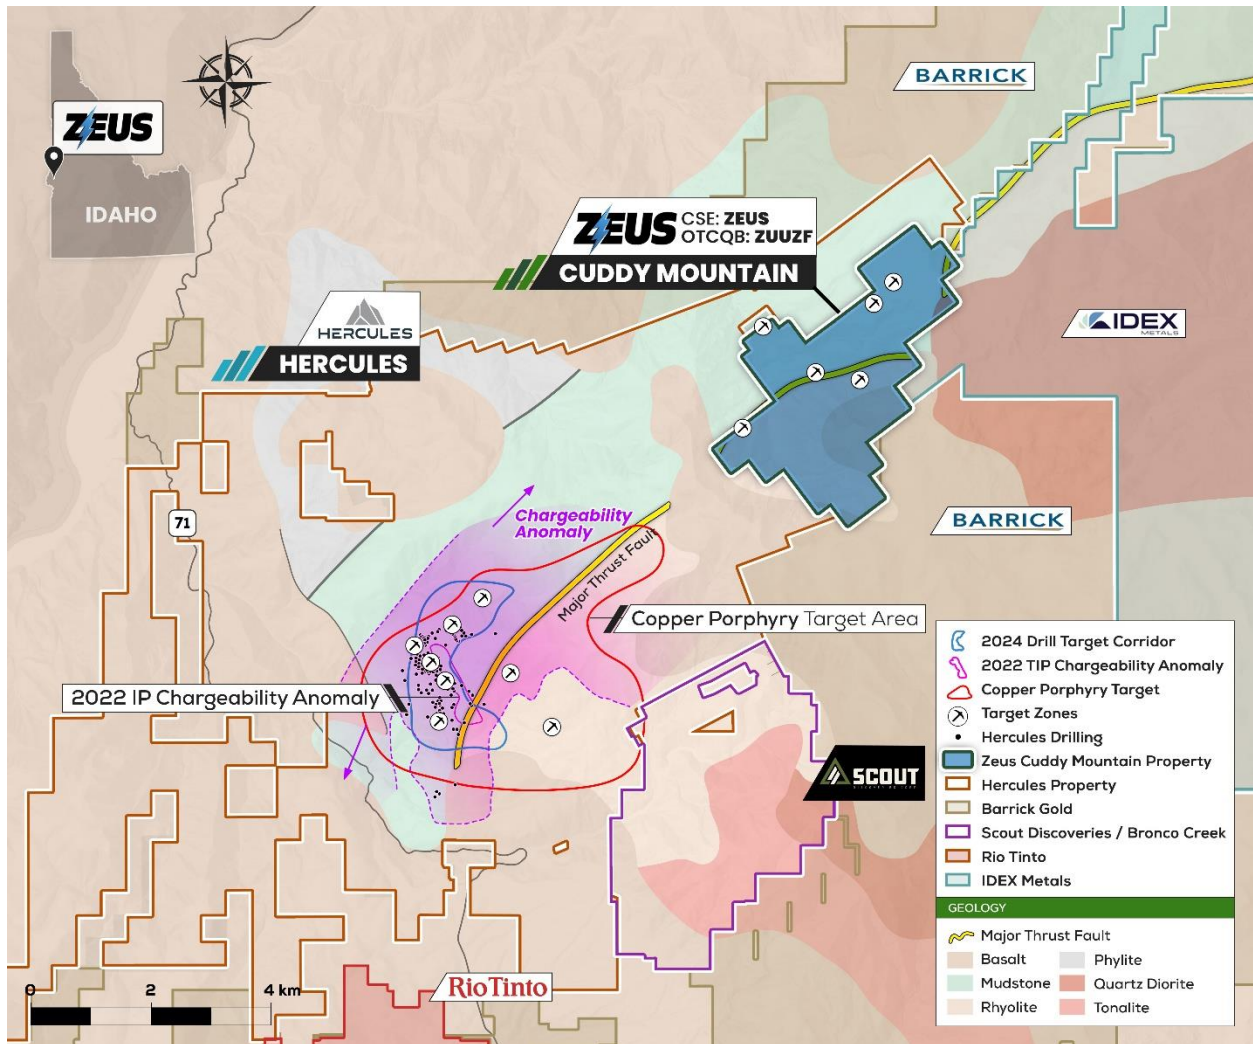 ZEUS
IDAHO
BARRICK
ZEUS
CSE: ZEUS
OTCQB: ZUUZF
CUDDY MOUNTAIN
HERCULES
HERCULES
IDEX
METALS
71
Chargeability
Anomaly
BARRICK
Major Thrust Fault
Copper Porphyry Target Area
2022 IP Chargeability Anomaly
SCOUT
2024 Drill Target Corridor
2022 TIP Chargeability Anomaly
Copper Porphyry Target
Target Zones
Hercules Drilling
Zeus Cuddy Mountain Property
Hercules Property
Barrick Gold
Scout Discoveries / Bronco Creek
Rio Tinto
IDEX Metals
GEOLOGY
Major Thrust Fault
Basalt
Phylite
Mudstone
Quartz Diorite
Rhyolite
Tonalite
RioTinto
0 2 4 km